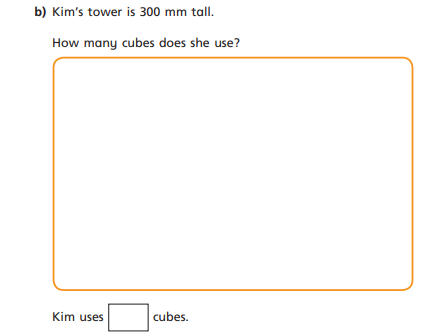 b) Kim's tower is 300 mm tall.
How many cubes does she use?
Kim uses cubes.